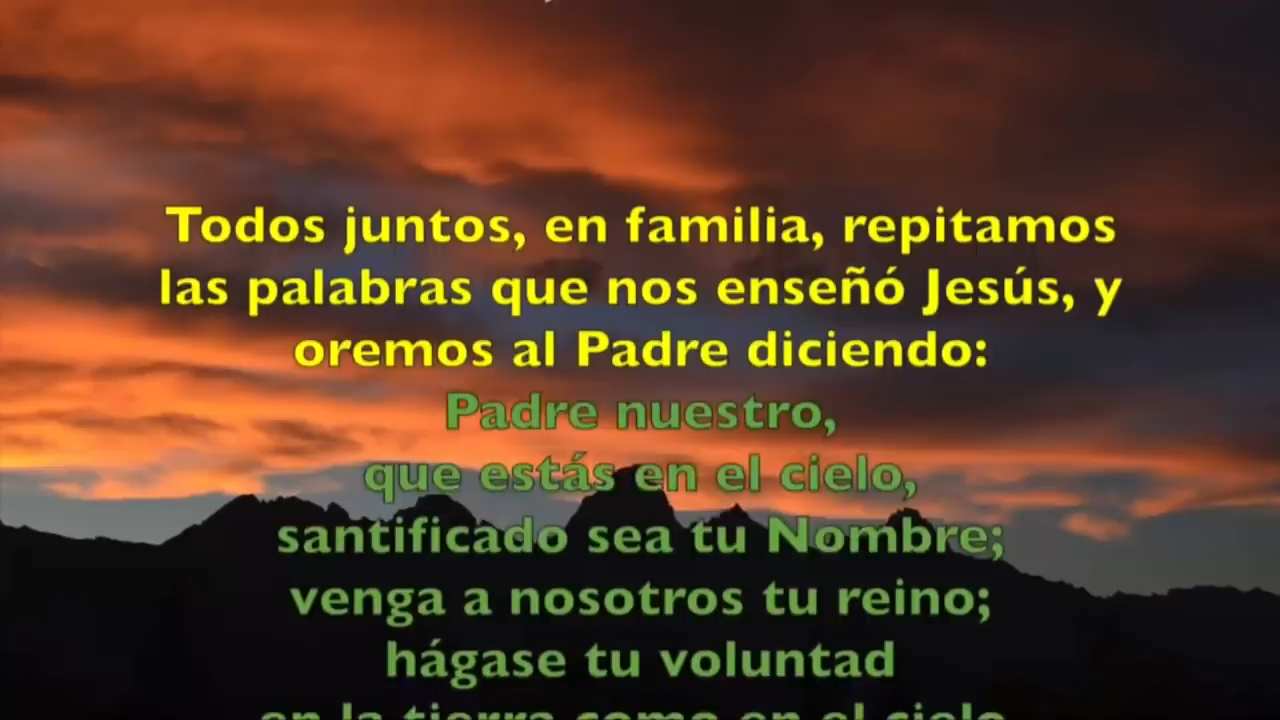 Todos juntos, en familia, repitamos
las palabras que nos enseñó Jesús, y
oremos al Padre diciendo:
Padre nuestro,
que estás en el cielo,
santificado sea tu Nombre;
venga a nosotros tu reino;
hágase tu voluntad
en la tierra como en el cielo